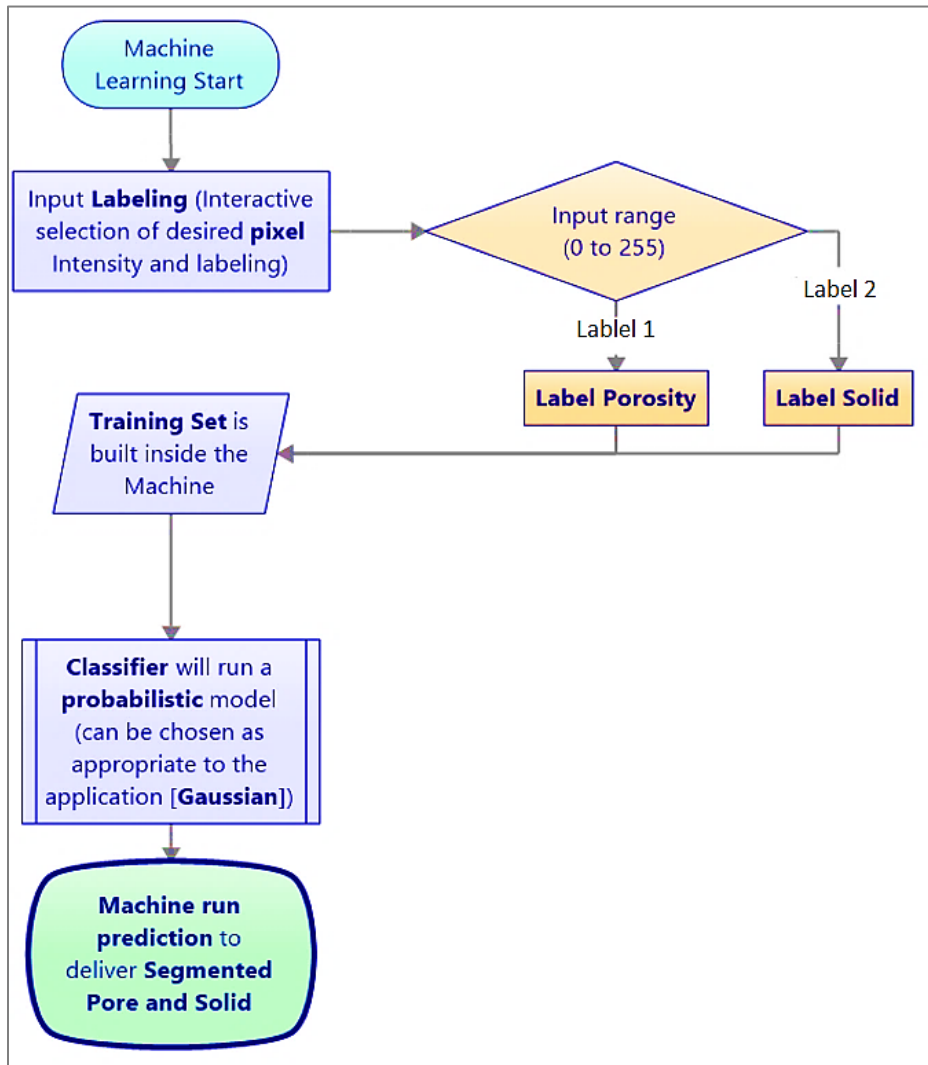 Machine
Learning Start
Input Labeling (Interactive
selection of desired pixel
Intensity and labeling)
Input range
(0 to 255)
Label 2
Lablel 1
Label Porosity
Label Solid
Training Set is
built inside the
Machine
Classifier will run a
probabilistic model
(can be chosen as
appropriate to the
application [Gaussian])
Machine run
prediction to
deliver Segmented
Pore and Solid